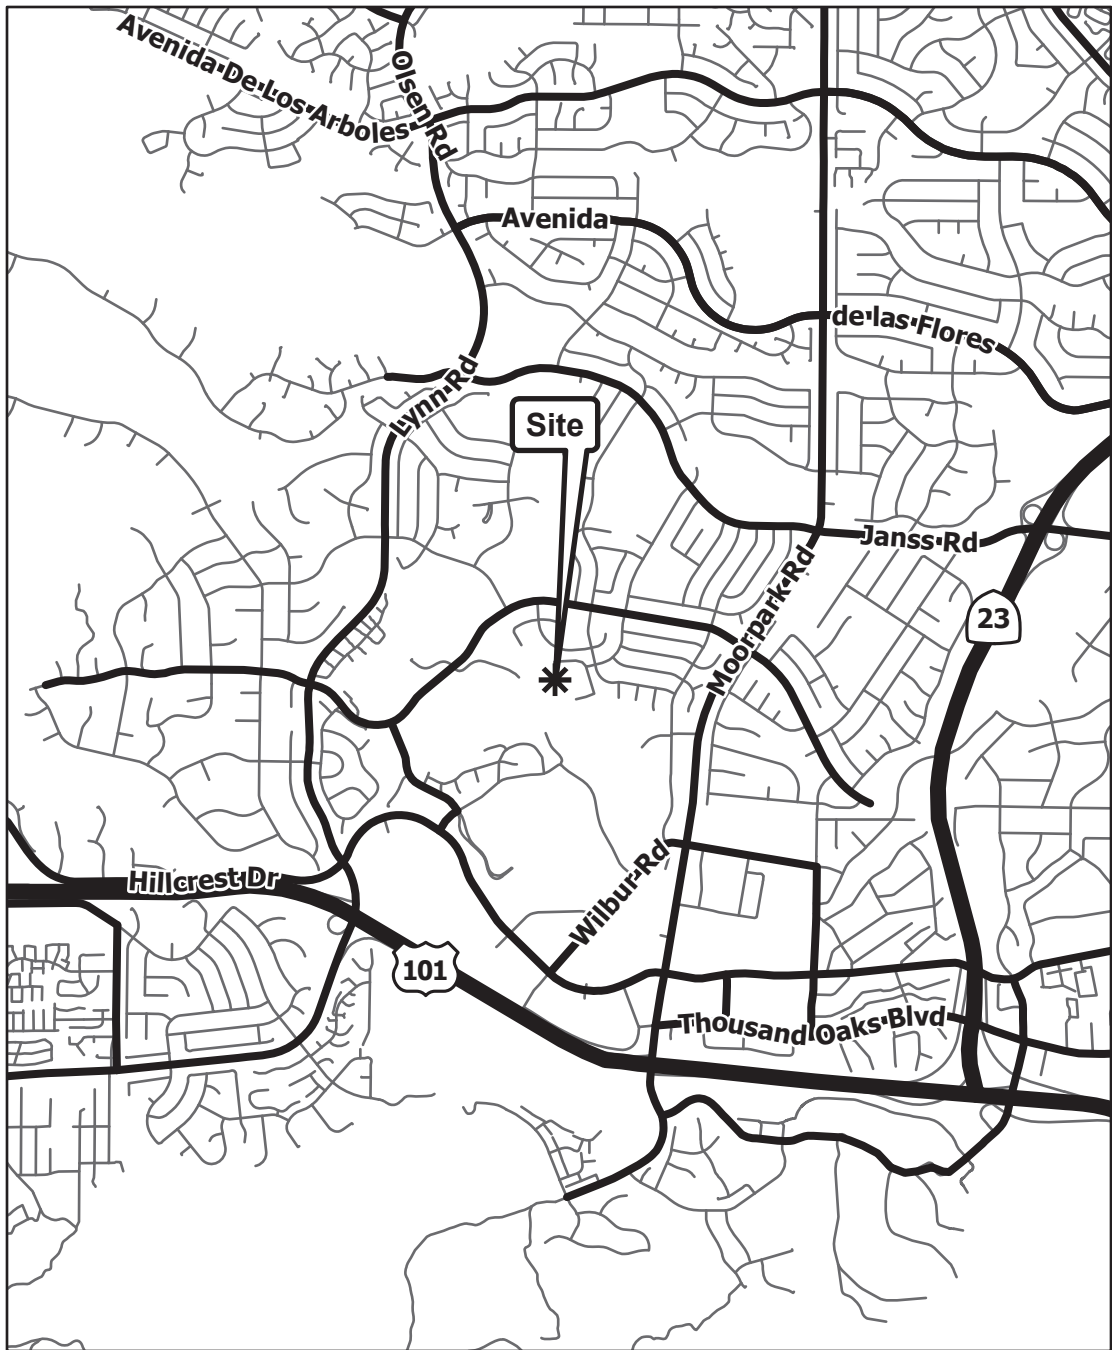 Avenida De Los Arboles
Olsen Rd
Avenida
de las Flores
Lynn Rd
Site
Janss Rd
Moorpark Rd
23
Wilbur Rd
Hillcrest Dr
101
Thousand Oaks Blvd